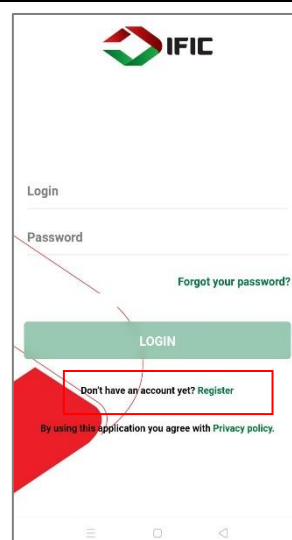 IFIC
Login
Password
Forgot your password?
LOGIN
Don't have an account yet? Register
By using this application you agree with Privacy policy.